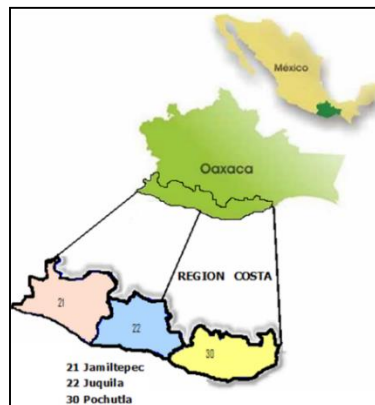 México
Oaxaca
REGION COSTA
21
22
30
21 Jamiltepec
22 Juquila
30 Pochutla